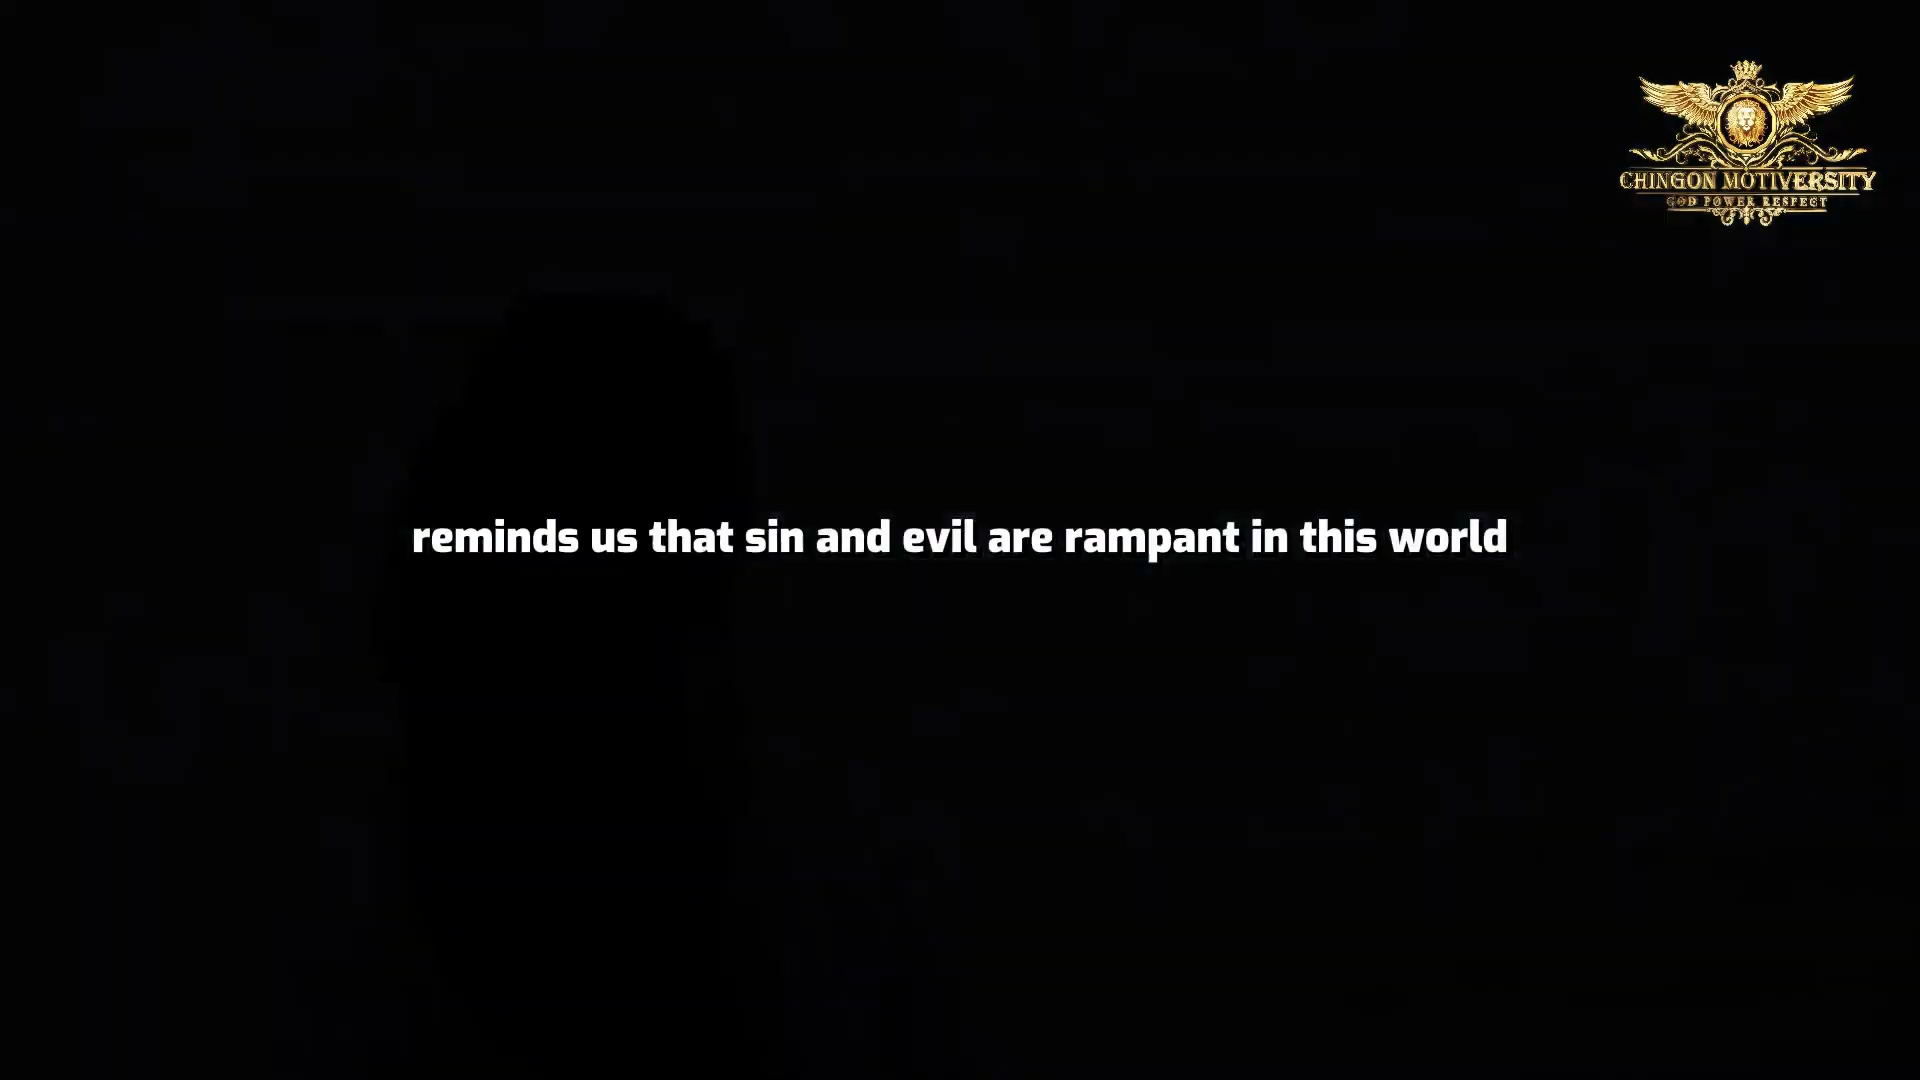 CHINGON MOTIVERSITY
GOD POWER RESPECT
reminds us that sin and evil are rampant in this world